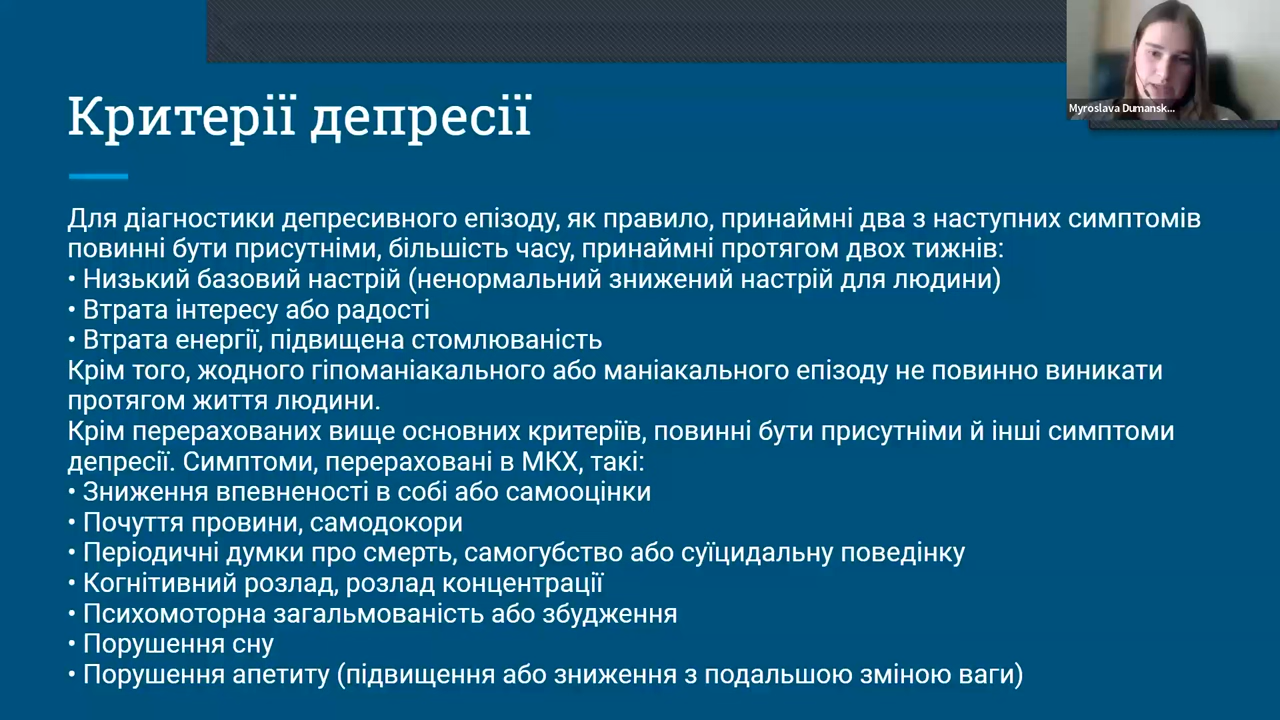 Myroslava Dumansk...
Критерії депресії
Для діагностики депресивного епізоду, як правило, принаймні два з наступних симптомів
повинні бути присутніми, більшість часу, принаймні протягом двох тижнів:
• Низький базовий настрій (ненормальний знижений настрій для людини)
• Втрата інтересу або радості
• Втрата енергії, підвищена стомлюваність
Крім того, жодного гіпоманіакального або маніакального епізоду не повинно виникати
протягом життя людини.
Крім перерахованих вище основних критеріїв, повинні бути присутніми й інші симптоми
депресії. Симптоми, перераховані в МКХ, такі:
• Зниження впевненості в собі або самооцінки
• Почуття провини, самодокори
• Періодичні думки про смерть, самогубство або суїцидальну поведінку
• Когнітивний розлад, розлад концентрації
• Психомоторна загальмованість або збудження
• Порушення сну
• Порушення апетиту (підвищення або зниження з подальшою зміною ваги)